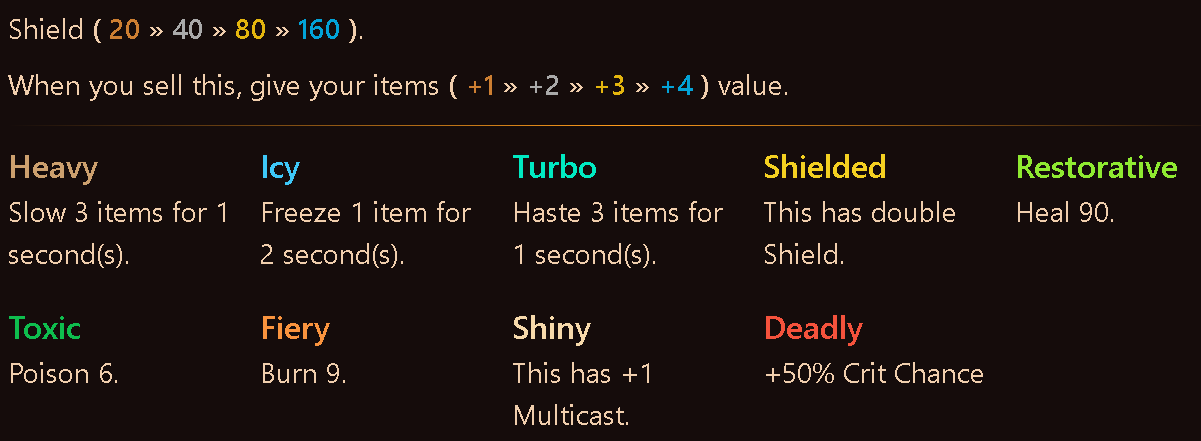 Shield ( 20 » 40 » 80 » 160 ).
When you sell this, give your items ( +1 » +2 » +3 » +4 ) value.
Heavy
Slow 3 items for 1
second(s).
Icy
Freeze 1 item for
2 second(s).
Turbo
Haste 3 items for
1 second(s).
Shielded
This has double
Shield.
Restorative
Heal 90.
Toxic
Poison 6.
Fiery
Burn 9.
Shiny
This has +1
Multicast.
Deadly
+50% Crit Chance